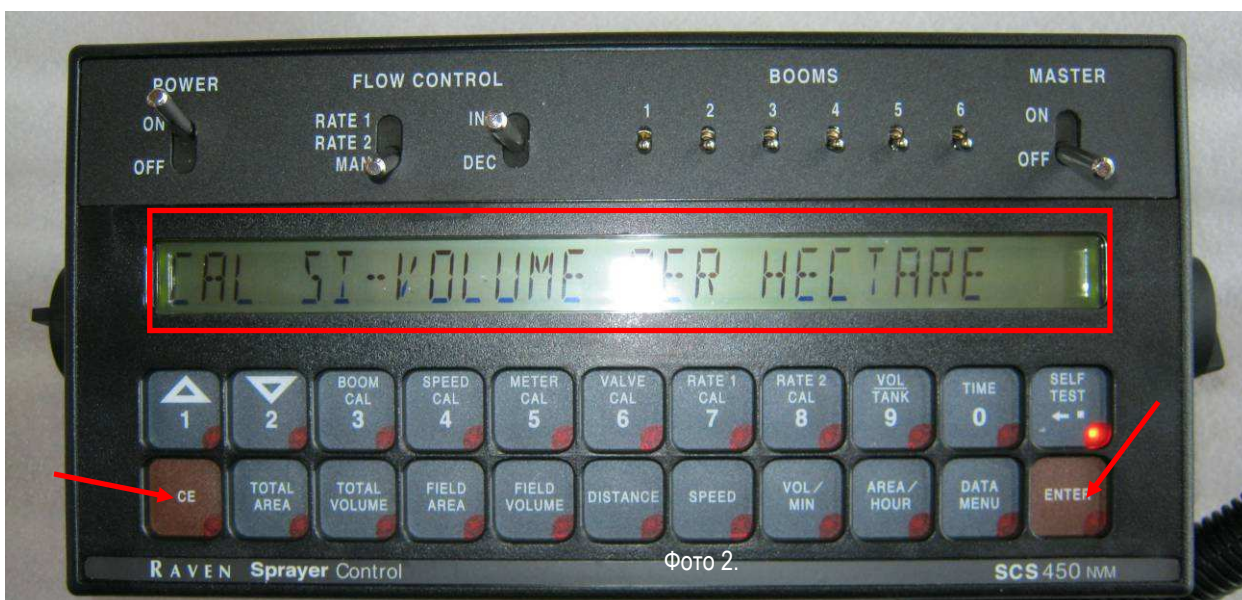 POWER FLOW CONTROL BOOMS MASTER
ON RATE 1 INC 1 2 3 4 5 6 ON
RATE 2
OFF MAN DEC OFF
CAL SI-VOLUME PER HECTARE
1
2
BOOM CAL 3
SPEED CAL 4
METER CAL 5
VALVE CAL 6
RATE 1 CAL 7
RATE 2 CAL 8
VOL TANK 9
TIME 0
SELF TEST
CE
TOTAL AREA
TOTAL VOLUME
FIELD AREA
FIELD VOLUME
DISTANCE
SPEED
VOL/ MIN
AREA/ HOUR
DATA MENU
ENTER
Фото 2.
RAVEN Sprayer Control SCS 450 NVM